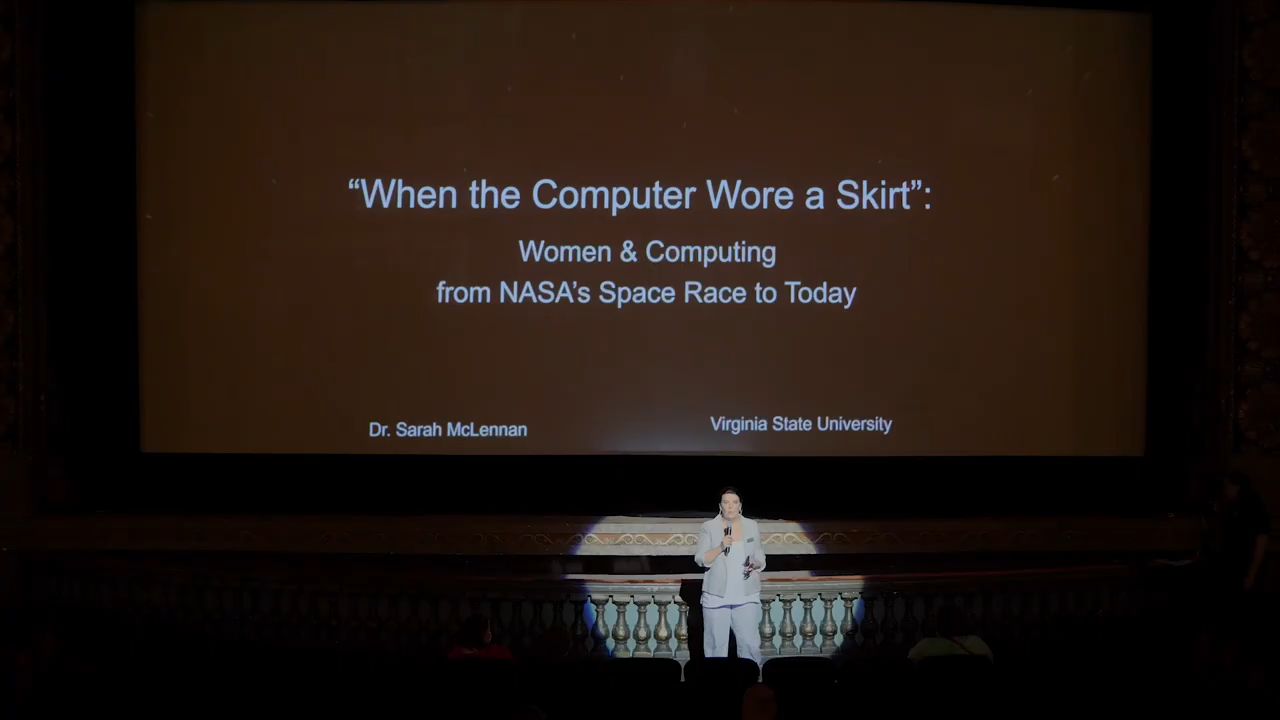 “When the Computer Wore a Skirt”:
Women & Computing
from NASA’s Space Race to Today
Dr. Sarah McLennan
Virginia State University